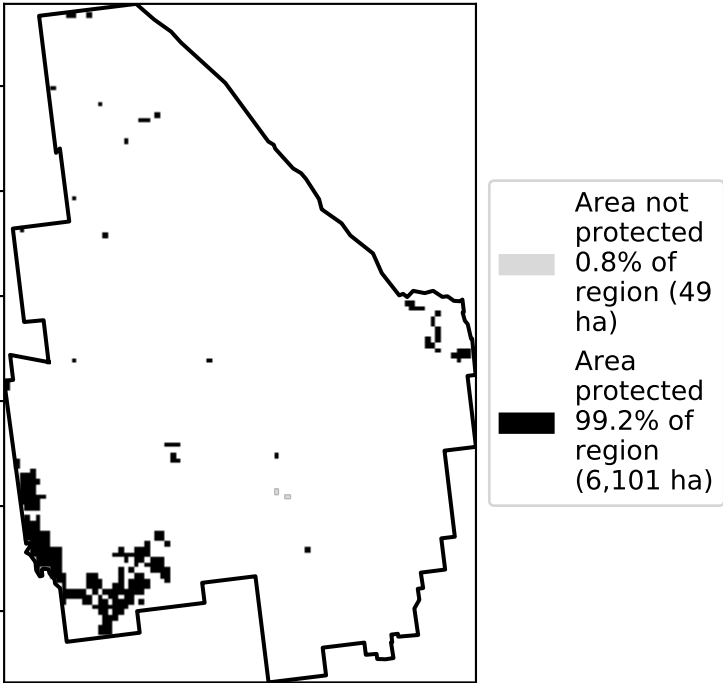 Area not
protected
0.8% of
region (49
ha)
Area
protected
99.2% of
region
(6,101 ha)